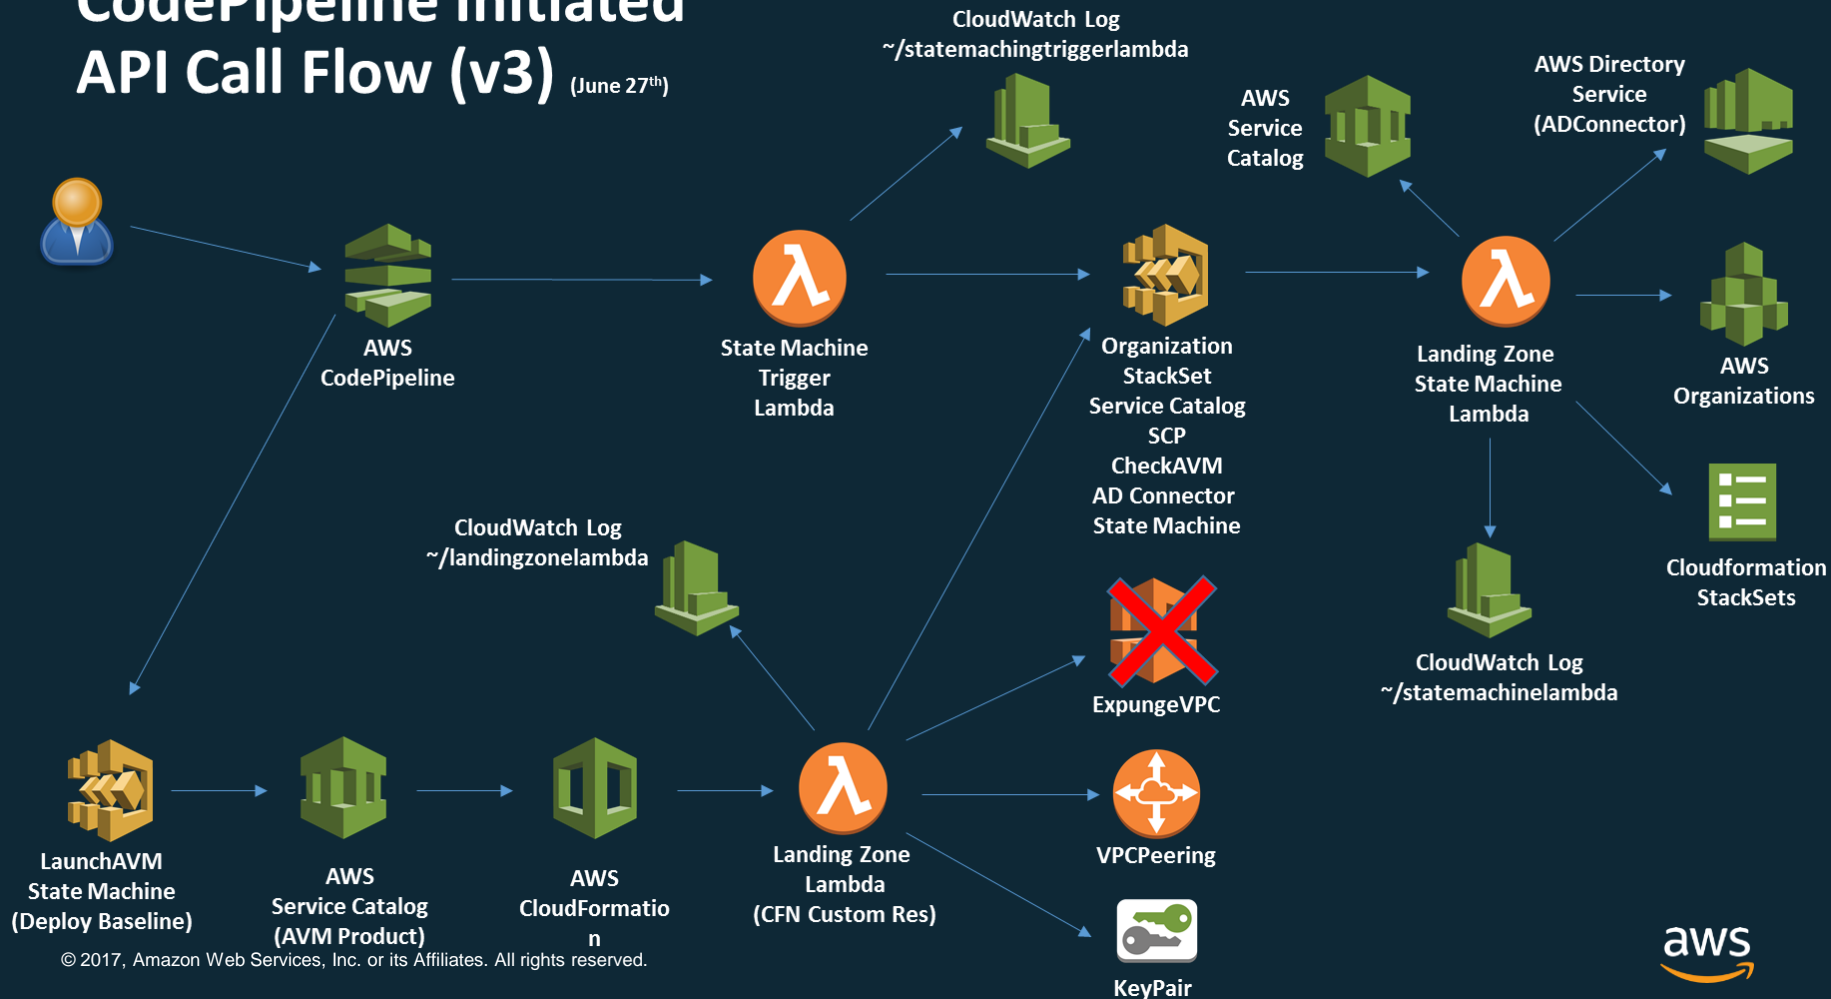 CodePipeline Initiated
API Call Flow (v3) (June 27th)
CloudWatch Log
~/statemachingtriggerlambda
AWS
Service
Catalog
AWS Directory
Service
(ADConnector)
AWS
CodePipeline
State Machine
Trigger
Lambda
Organization
StackSet
Service Catalog
SCP
CheckAVM
AD Connector
State Machine
Landing Zone
State Machine
Lambda
AWS
Organizations
CloudWatch Log
~/landingzonelambda
Cloudformation
StackSets
CloudWatch Log
~/statemachinelambda
ExpungeVPC
LaunchAVM
State Machine
(Deploy Baseline)
AWS
Service Catalog
(AVM Product)
AWS
CloudFormatio
n
Landing Zone
Lambda
(CFN Custom Res)
VPCPeering
KeyPair
© 2017, Amazon Web Services, Inc. or its Affiliates. All rights reserved.
aws